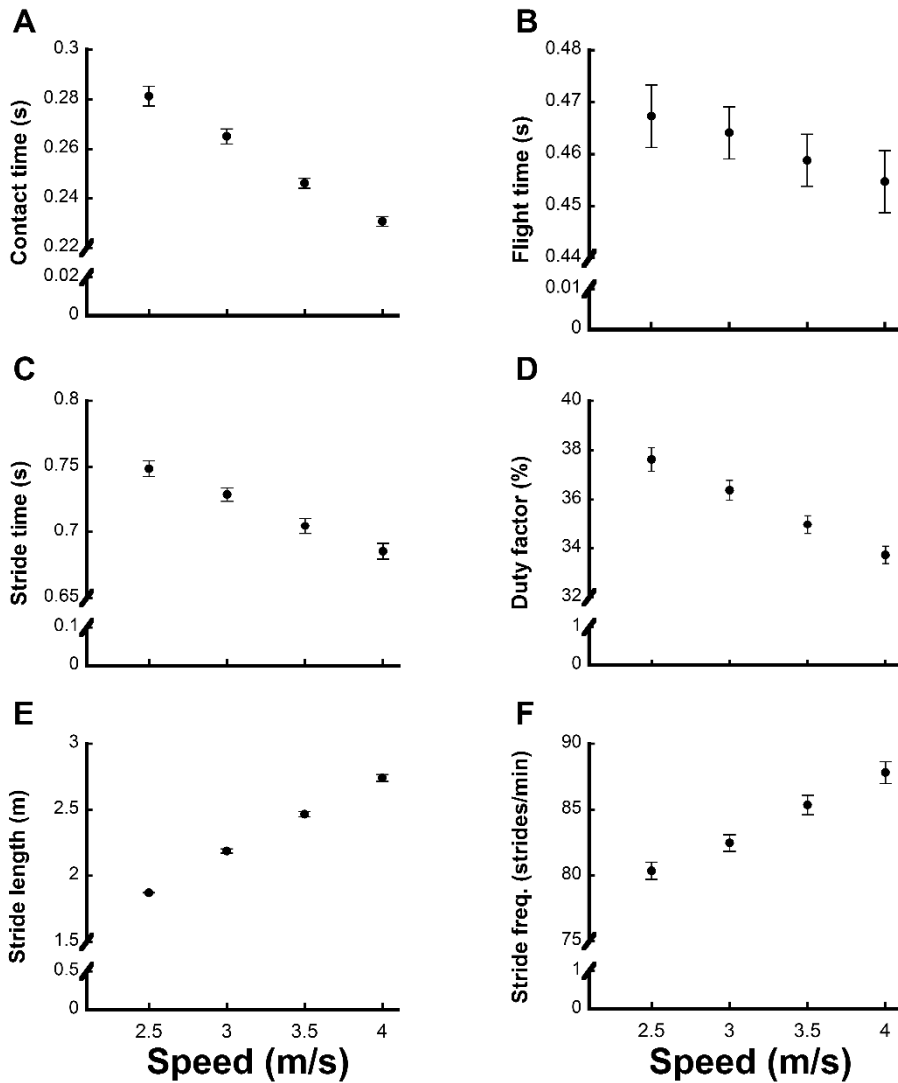 A
Contact time (s)
0.3
0.28
0.26
0.24
0.22
0.02
0
B
Flight time (s)
0.48
0.47
0.46
0.45
0.44
0.01
0
C
Stride time (s)
0.8
0.75
0.7
0.65
0.1
0
D
Duty factor (%)
40
38
36
34
32
1
0
E
Stride length (m)
3
2.5
2
1.5
0.5
0
2.5 3 3.5 4
Speed (m/s)
F
Stride freq. (strides/min)
90
85
80
75
1
0
2.5 3 3.5 4
Speed (m/s)